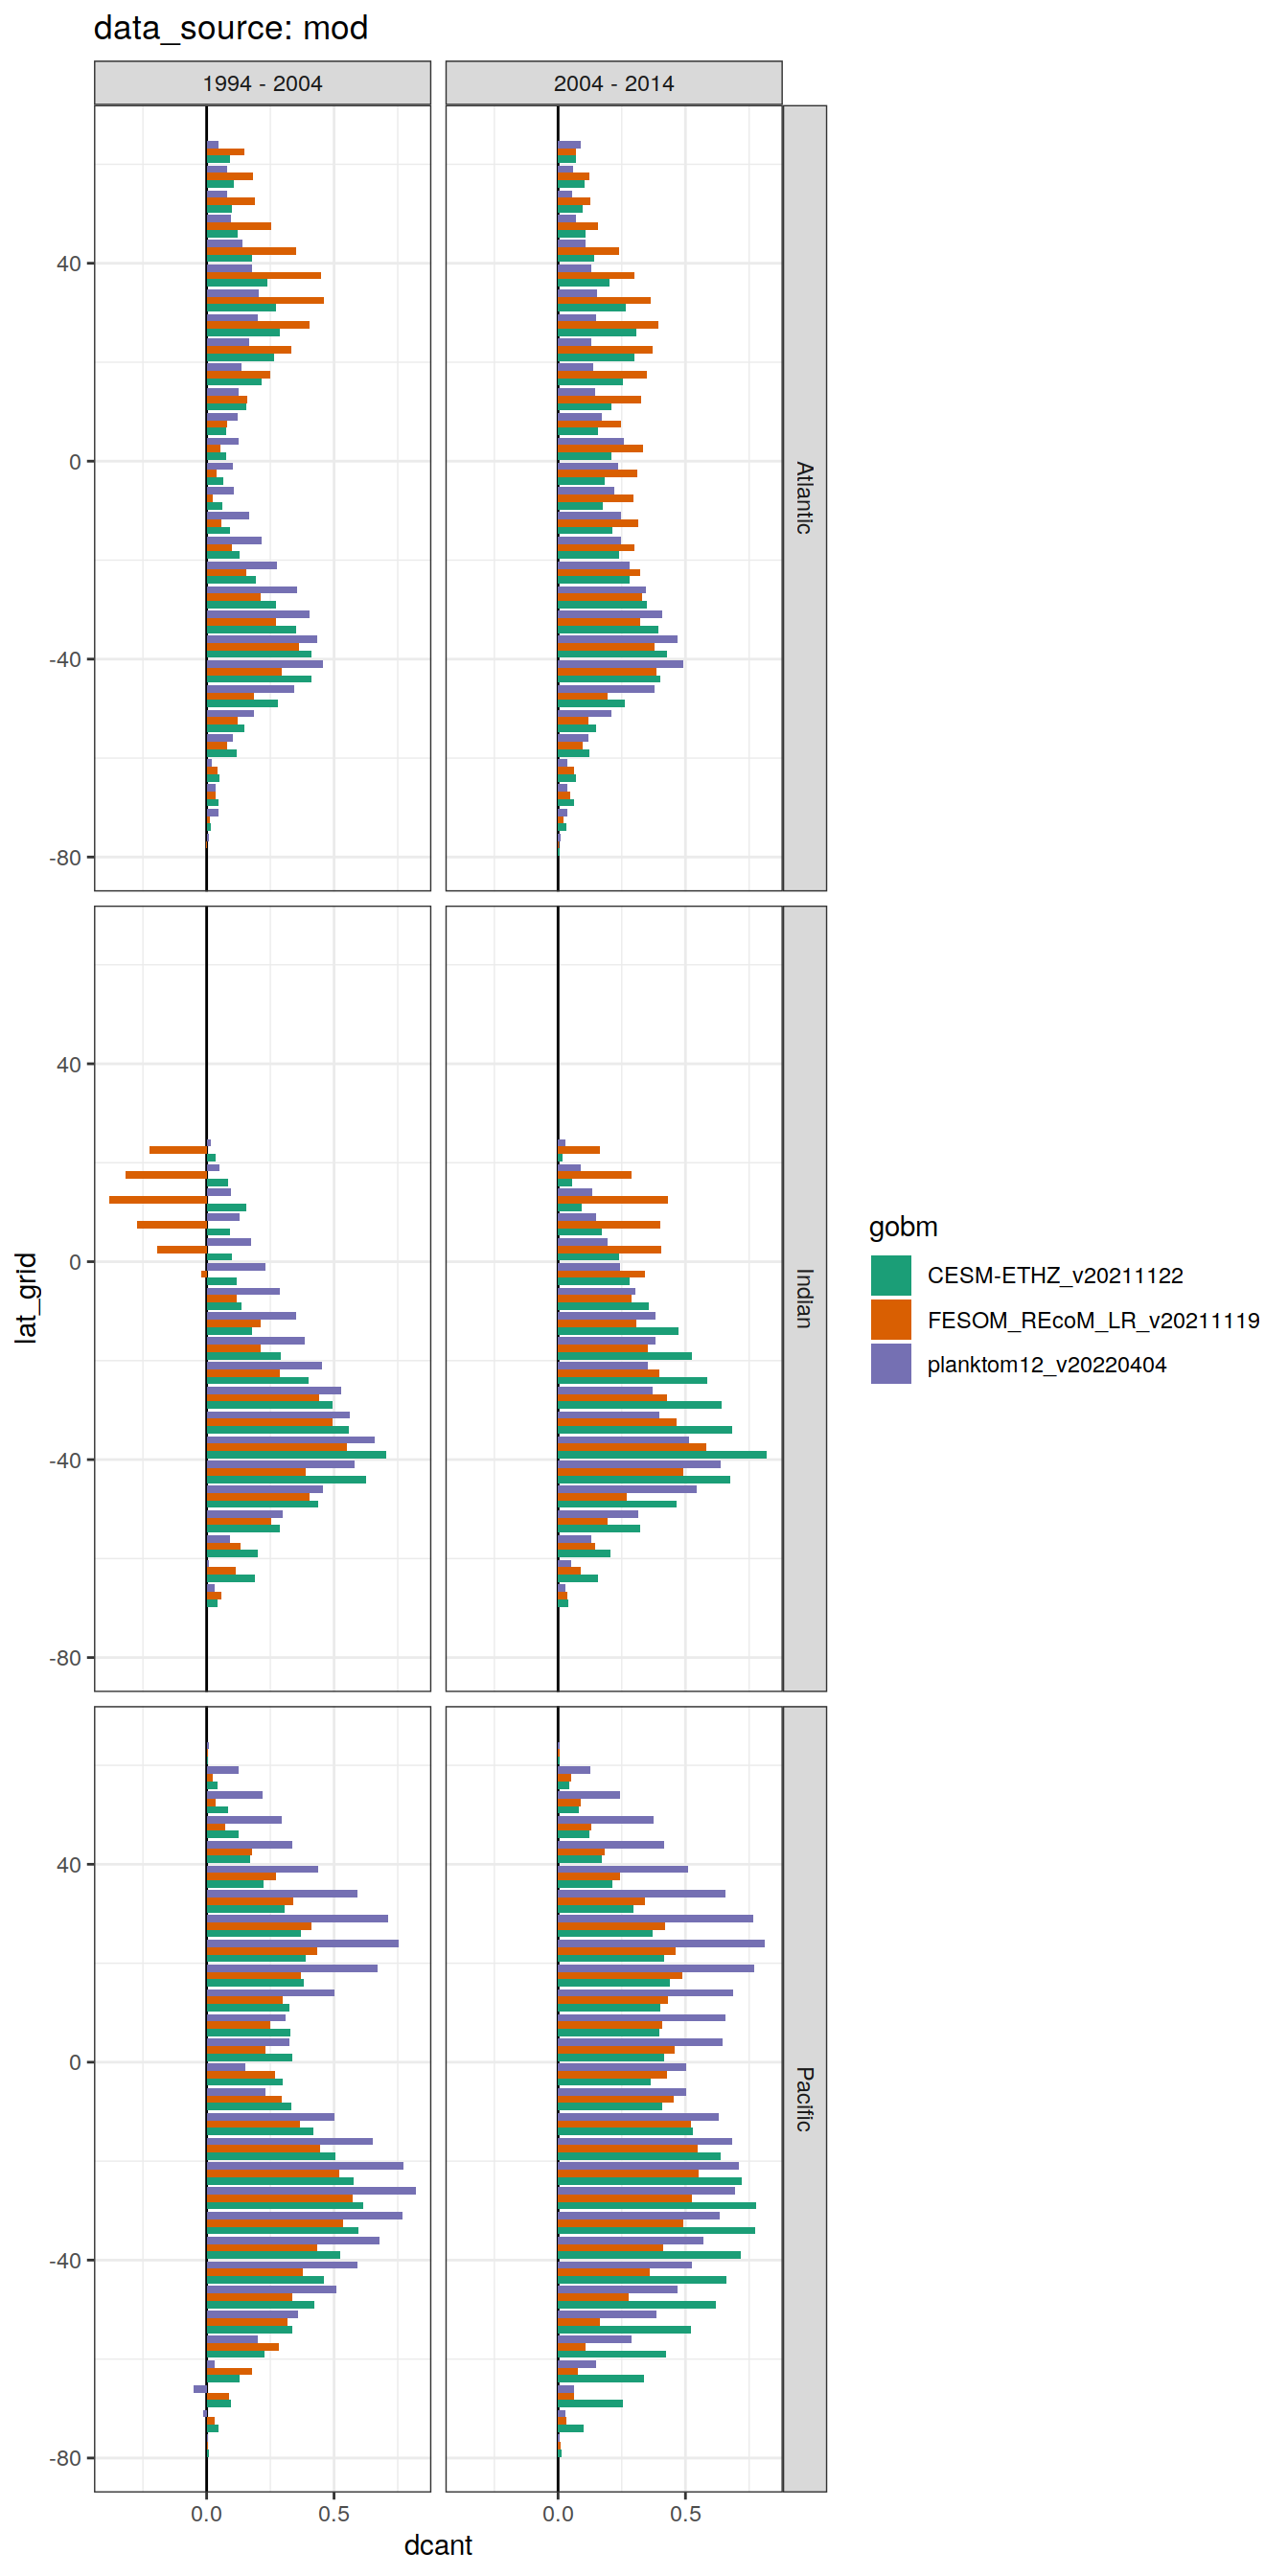 data_source: mod
1994 - 2004
2004 - 2014
40
0
-40
-80
Atlantic
40
0
-40
-80
Indian
lat_grid
gobm
CESM-ETHZ_v20211122
FESOM_REcoM_LR_v20211119
planktom12_v20220404
40
0
-40
-80
Pacific
0.0
0.5
0.0
0.5
dcant